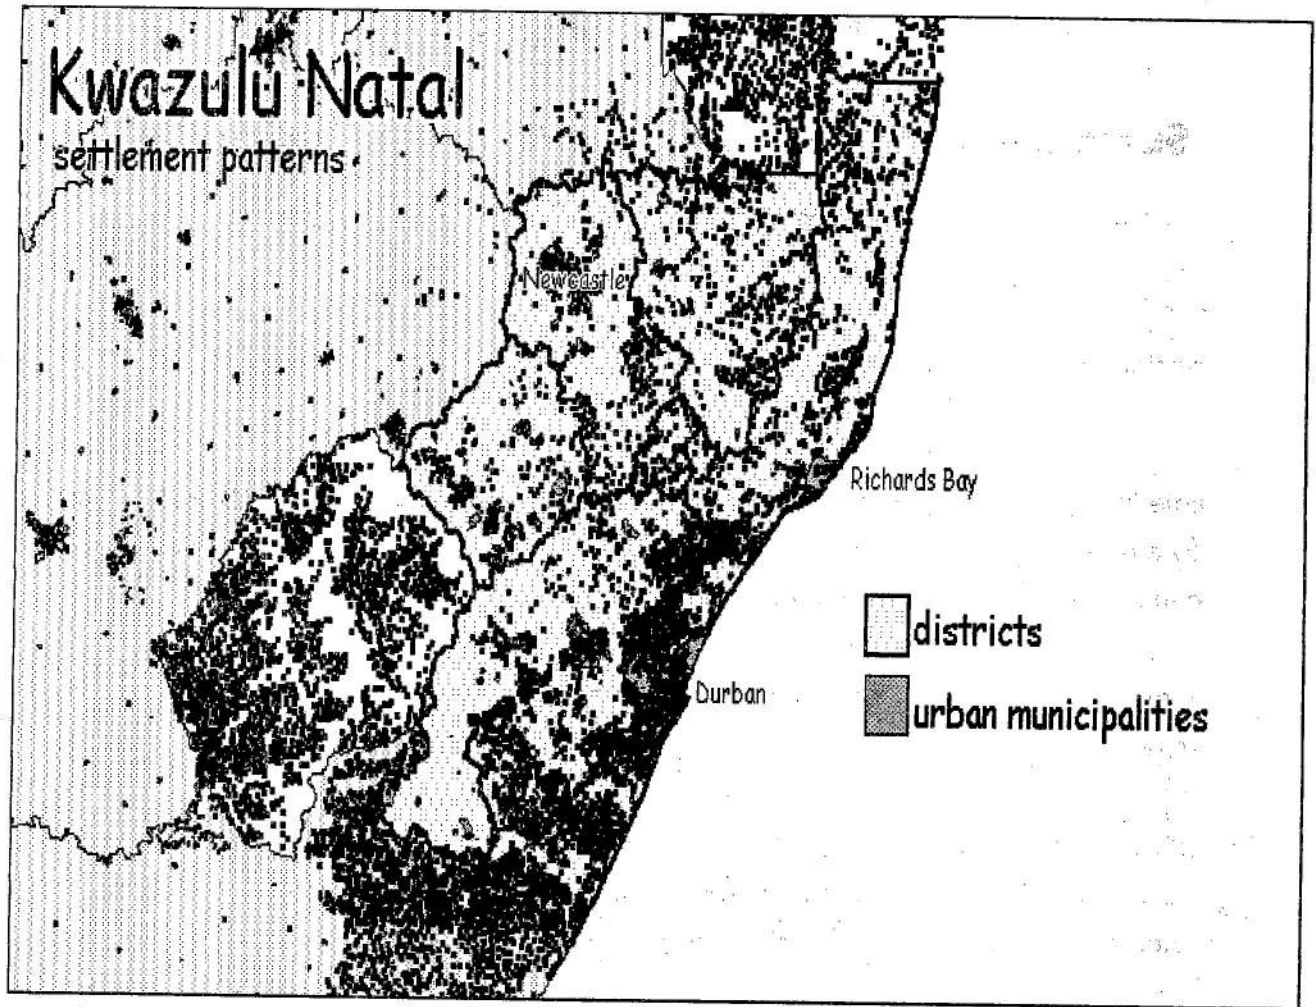 Kwazulu Natal
settlement patterns
Newcastle
Richards Bay
districts
Durban
urban municipalities